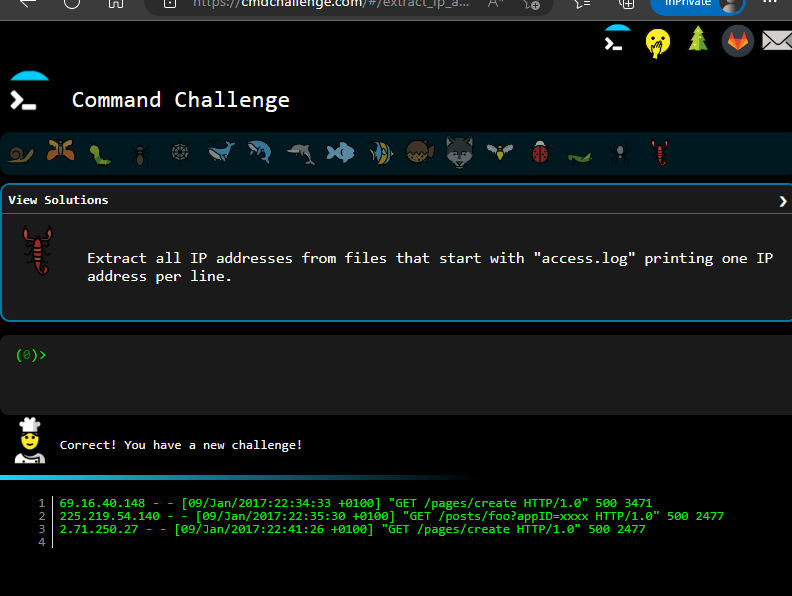 https://cmdchallenge.com/#/extract_ip_a...
InPrivate
Command Challenge
View Solutions
Extract all IP addresses from files that start with "access.log" printing one IP
address per line.
(0)>
Correct! You have a new challenge!
1 69.16.40.148 - - [09/Jan/2017:22:34:33 +0100] "GET /pages/create HTTP/1.0" 500 3471
2 225.219.54.140 - - [09/Jan/2017:22:35:30 +0100] "GET /posts/foo?appID=xxxx HTTP/1.0" 500 2477
3 2.71.250.27 - - [09/Jan/2017:22:41:26 +0100] "GET /pages/create HTTP/1.0" 500 2477
4